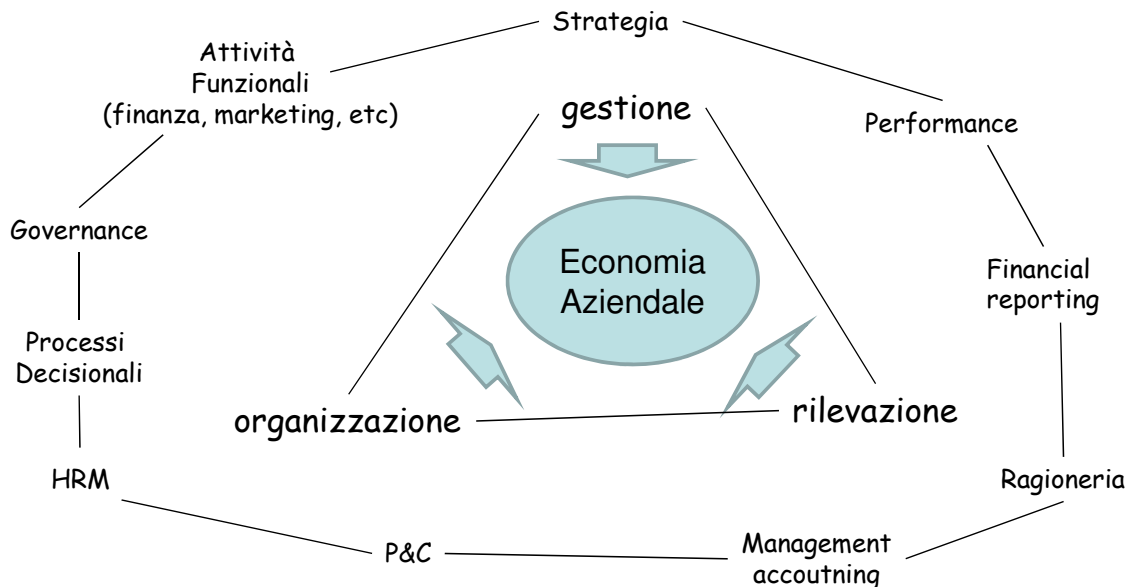 Strategia
Attività
Funzionali
(finanza, marketing, etc)
gestione
Performance
Governance
Economia
Aziendale
Financial
reporting
Processi
Decisionali
organizzazione
rilevazione
HRM
Ragioneria
P&C
Management
accoutning